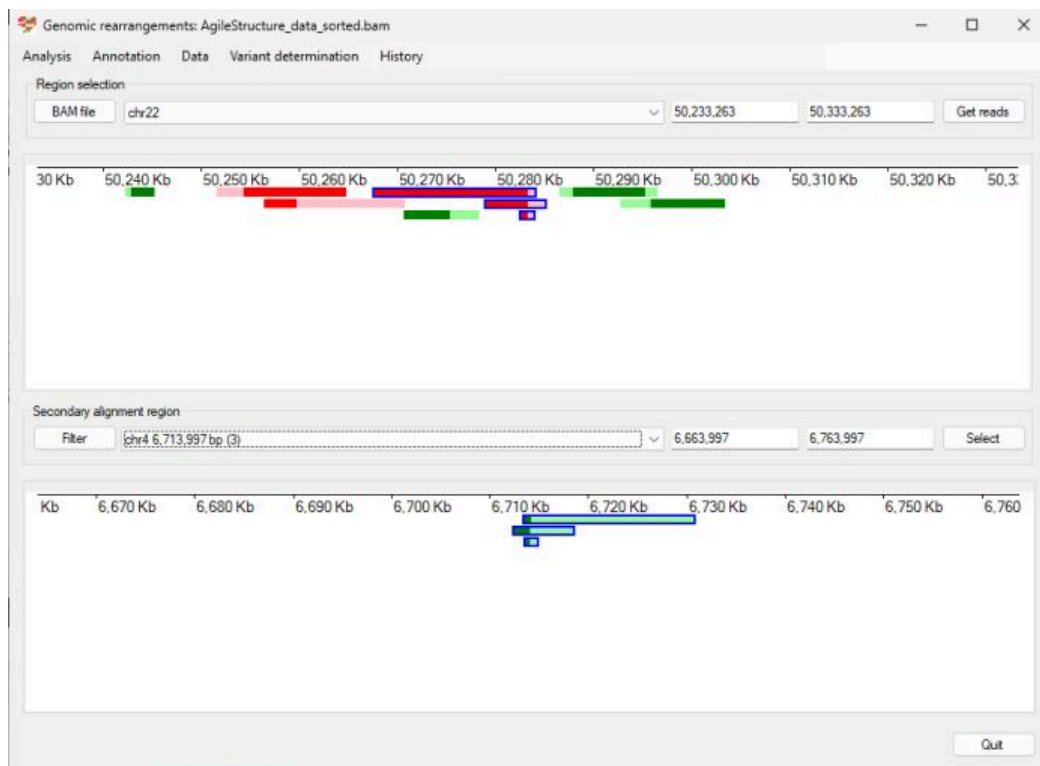 Genomic rearrangements: AgileStructure_data_sorted.bam
Analysis Annotation Data Variant determination History
Region selection
BAM file chr22 50,233,263 50,333,263 Get reads
30 Kb 50,240 Kb 50,250 Kb 50,260 Kb 50,270 Kb 50,280 Kb 50,290 Kb 50,300 Kb 50,310 Kb 50,320 Kb 50,3
Secondary alignment region
Filter chr4 6,713,997 bp (3) 6,663,997 6,763,997 Select
Kb 6,670 Kb 6,680 Kb 6,690 Kb 6,700 Kb 6,710 Kb 6,720 Kb 6,730 Kb 6,740 Kb 6,750 Kb 6,760
Quit